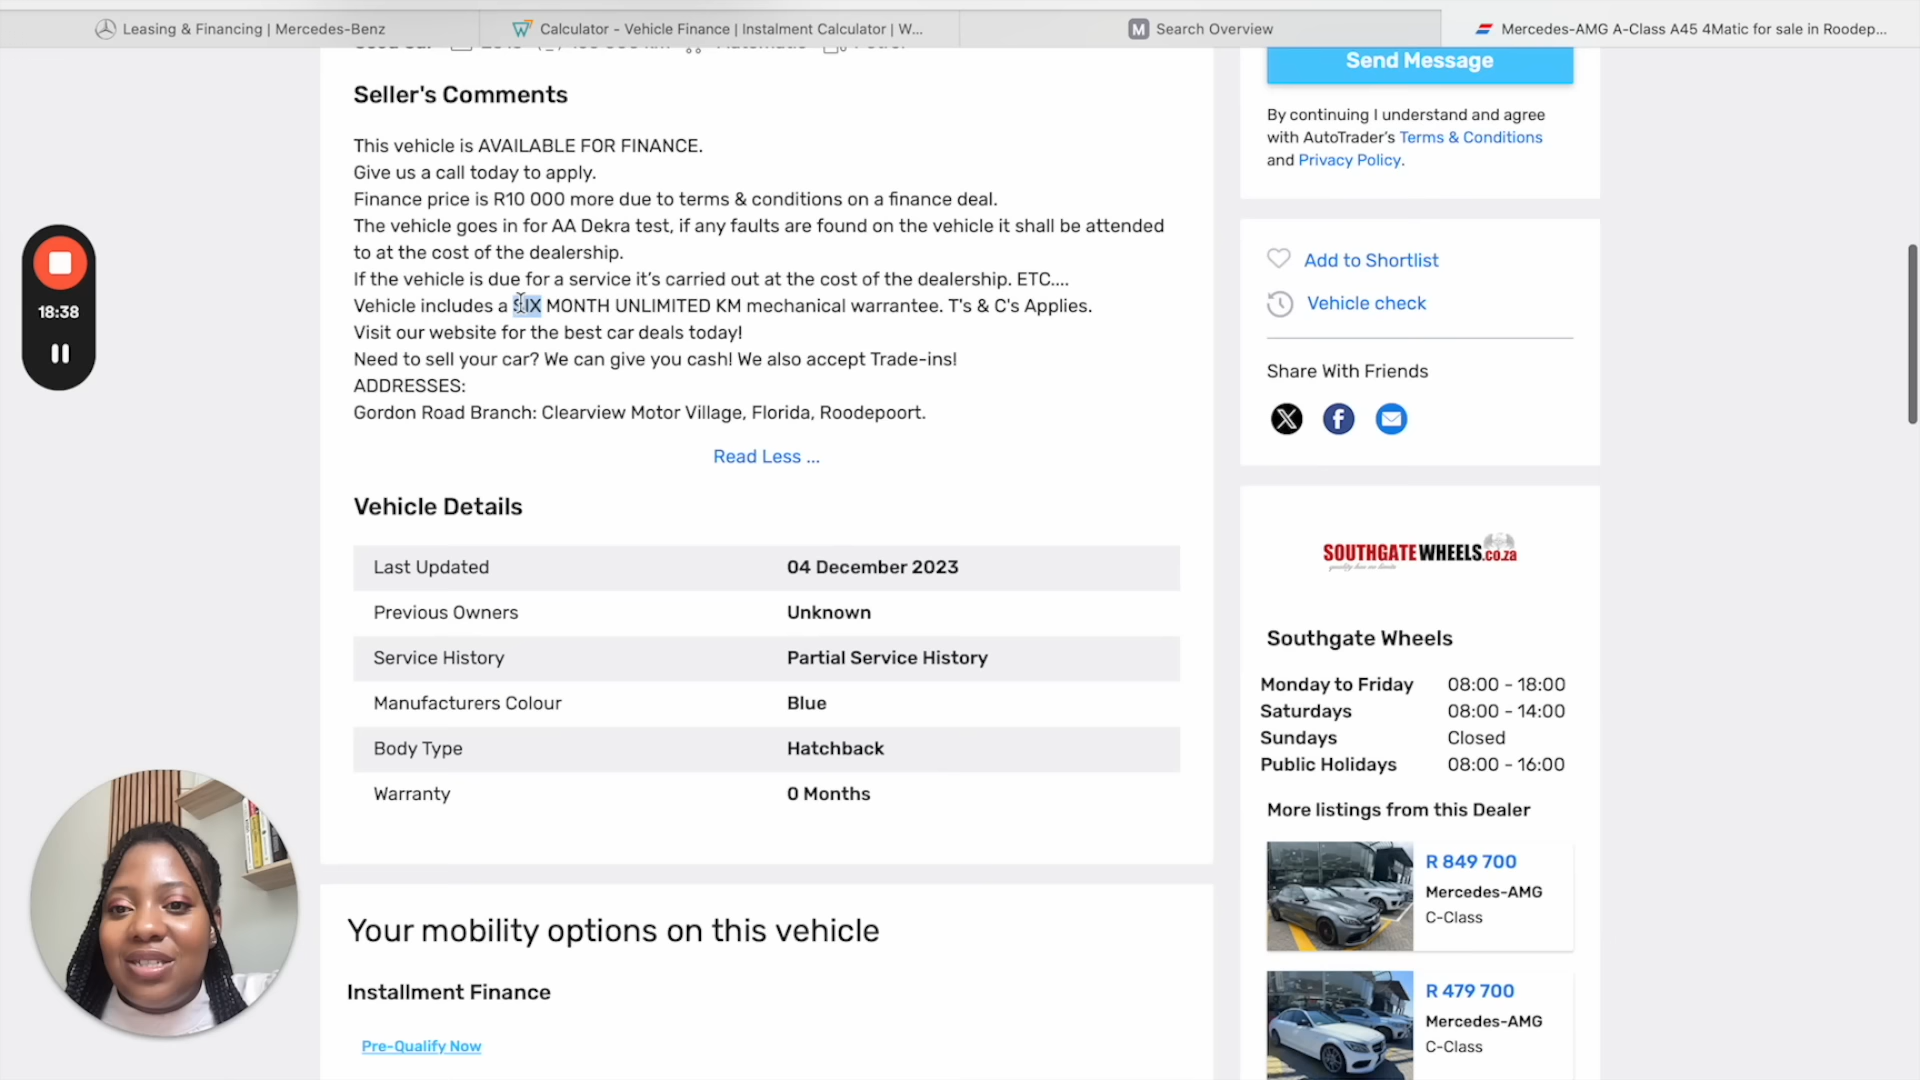 Leasing & Financing | Mercedes-Benz
Calculator - Vehicle Finance | Instalment Calculator | W...
M Search Overview
Mercedes-AMG A-Class A45 4Matic for sale in Roodep...
Seller's Comments
This vehicle is AVAILABLE FOR FINANCE.
Give us a call today to apply.
Finance price is R10 000 more due to terms & conditions on a finance deal.
The vehicle goes in for AA Dekra test, if any faults are found on the vehicle it shall be attended
to at the cost of the dealership.
If the vehicle is due for a service it’s carried out at the cost of the dealership. ETC....
Vehicle includes a SIX MONTH UNLIMITED KM mechanical warrantee. T's & C's Applies.
Visit our website for the best car deals today!
Need to sell your car? We can give you cash! We also accept Trade-ins!
ADDRESSES:
Gordon Road Branch: Clearview Motor Village, Florida, Roodepoort.
Read Less ...
Vehicle Details
Last Updated 04 December 2023
Previous Owners Unknown
Service History Partial Service History
Manufacturers Colour Blue
Body Type Hatchback
Warranty 0 Months
Your mobility options on this vehicle
Installment Finance
Pre-Qualify Now
18:38
Send Message
By continuing I understand and agree
with AutoTrader's Terms & Conditions
and Privacy Policy.
Add to Shortlist
Vehicle check
Share With Friends
SOUTHGATE WHEELS.co.za
Southgate Wheels
Monday to Friday 08:00 - 18:00
Saturdays 08:00 - 14:00
Sundays Closed
Public Holidays 08:00 - 16:00
More listings from this Dealer
R 849 700
Mercedes-AMG
C-Class
R 479 700
Mercedes-AMG
C-Class